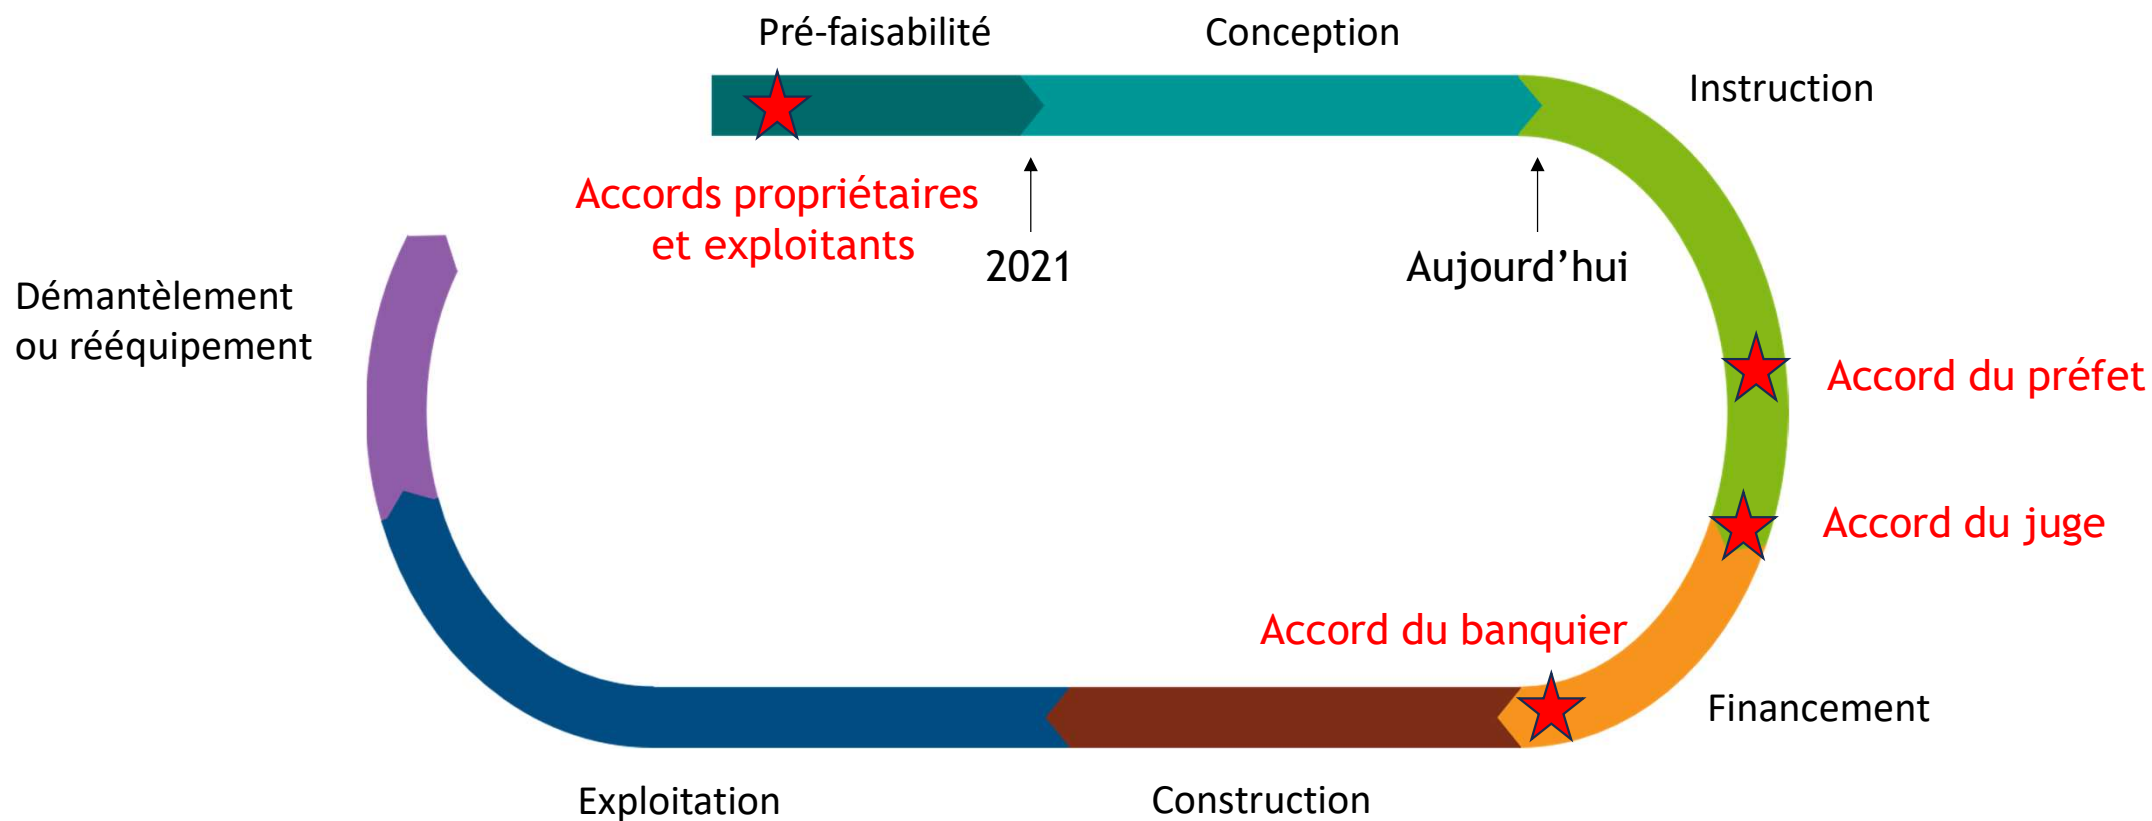 Pré-faisabilité
Conception
Instruction
Accords propriétaires
et exploitants
2021
Aujourd’hui
Démantèlement
ou rééquipement
Accord du préfet
Accord du juge
Accord du banquier
Financement
Exploitation
Construction